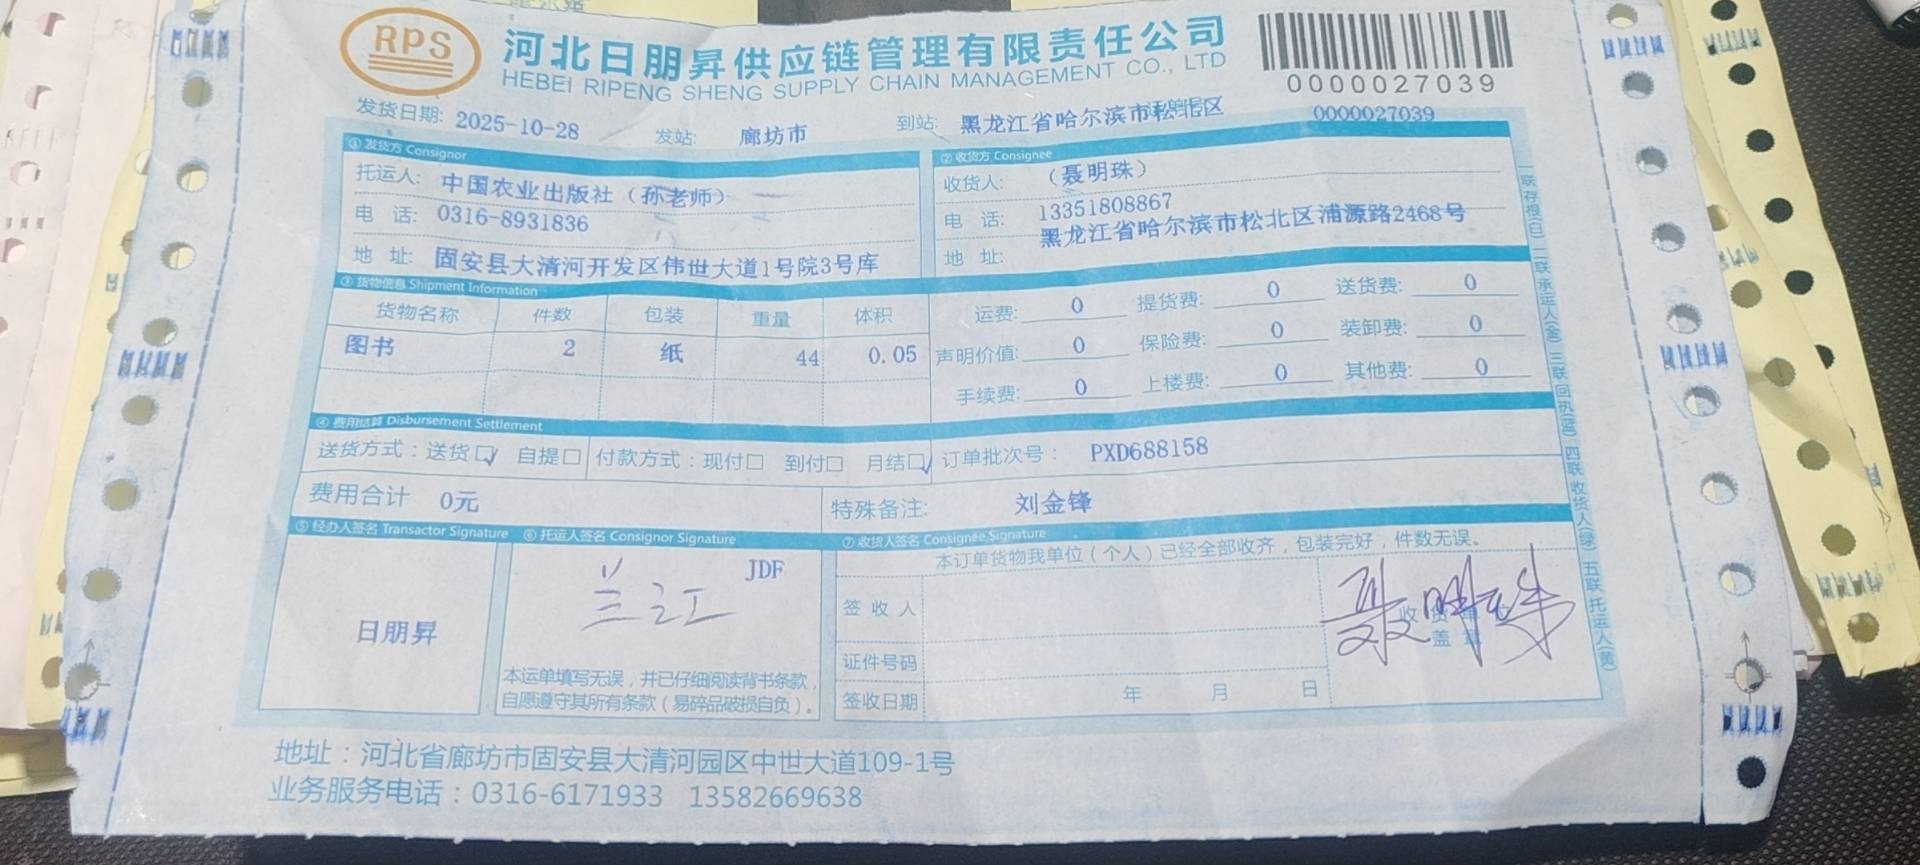 RPS
河北日朋昇供应链管理有限责任公司
HEBEI RIPENG SHENG SUPPLY CHAIN MANAGEMENT CO., LTD
0000027039
发货日期: 2025-10-28 发站: 廊坊市 到站: 黑龙江省哈尔滨市松北区 0000027039
① 发货方 Consignor
托运人: 中国农业出版社（孙老师）
电 话: 0316-8931836
地 址: 固安县大清河开发区伟世大道1号院3号库
② 收货方 Consignee
收货人: （聂明珠）
电 话: 13351808867
地 址: 黑龙江省哈尔滨市松北区浦源路2468号
③ 货物信息 Shipment Information
货物名称 件数 包装 重量 体积
图书 2 纸 44 0.05
运费: 0 提货费: 0 送货费: 0
声明价值: 0 保险费: 0 装卸费: 0
手续费: 0 上楼费: 0 其他费: 0
④ 费用结算 Disbursement Settlement
送货方式：送货☑ 自提□ 付款方式：现付□ 到付□ 月结☑ 订单批次号： PXD688158
费用合计 0元 特殊备注: 刘金锋
⑤ 经办人签名 Transactor Signature
日朋昇
⑥ 托运人签名 Consignor Signature
JDF
本运单填写无误，并已仔细阅读背书条款，
自愿遵守其所有条款（易碎品破损自负）。
⑦ 收货人签名 Consignee Signature
本订单货物我单位（个人）已经全部收齐，包装完好，件数无误。
签 收 人
证件号码
签收日期 年 月 日
聂明珠
收货单位
盖章
一联 存根(白) 二联 承运人(金) 三联 回执(蓝) 四联 收货人(绿) 五联 托运人(黄)
地址：河北省廊坊市固安县大清河园区中世大道109-1号
业务服务电话：0316-6171933 13582669638